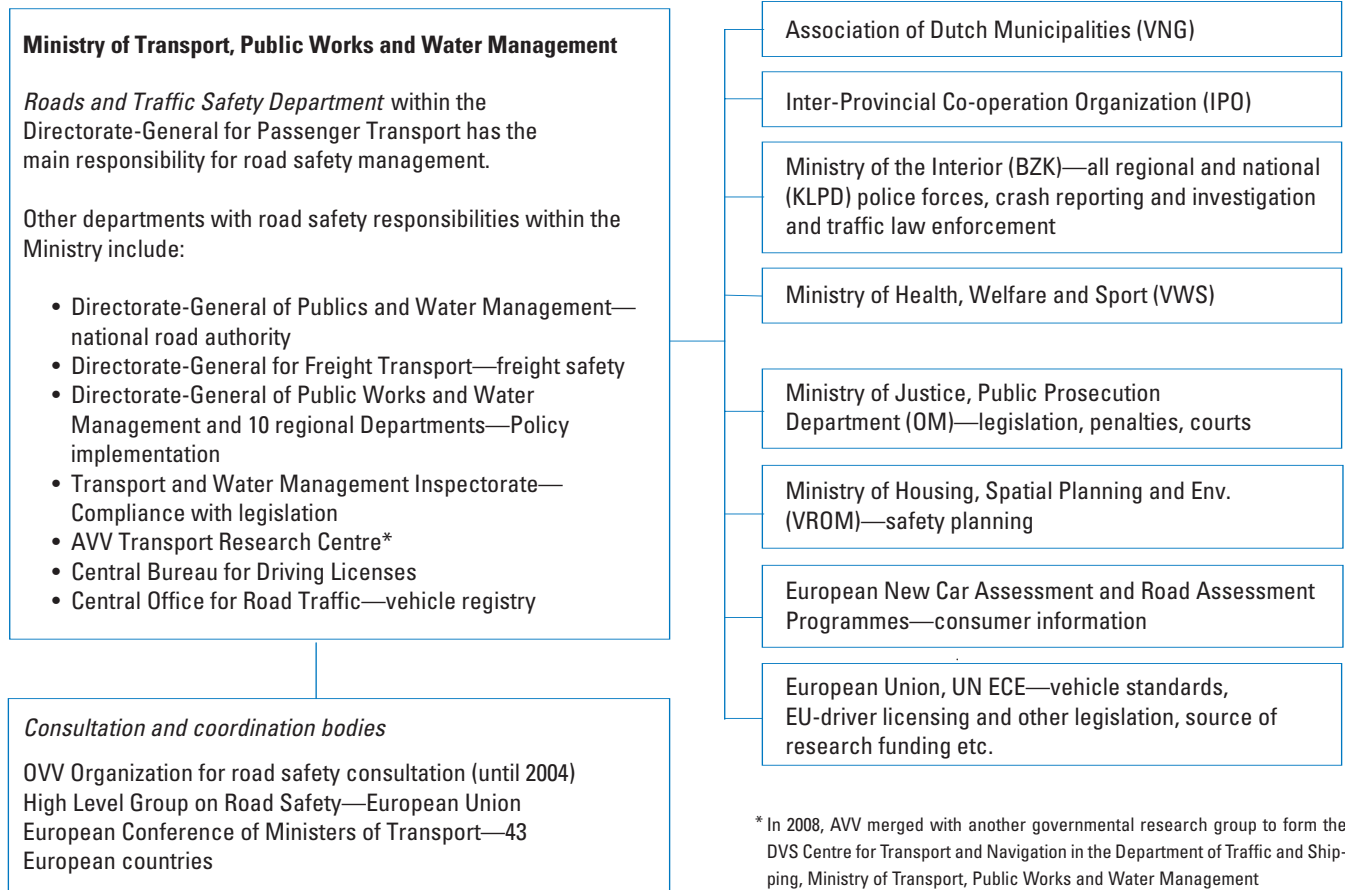 Ministry of Transport, Public Works and Water Management
Roads and Traffic Safety Department within the
Directorate-General for Passenger Transport has the
main responsibility for road safety management.
Other departments with road safety responsibilities within the
Ministry include:
• Directorate-General of Publics and Water Management—
national road authority
• Directorate-General for Freight Transport—freight safety
• Directorate-General of Public Works and Water
Management and 10 regional Departments—Policy
implementation
• Transport and Water Management Inspectorate—
Compliance with legislation
• AVV Transport Research Centre*
• Central Bureau for Driving Licenses
• Central Office for Road Traffic—vehicle registry
Consultation and coordination bodies
OVV Organization for road safety consultation (until 2004)
High Level Group on Road Safety—European Union
European Conference of Ministers of Transport—43
European countries
Association of Dutch Municipalities (VNG)
Inter-Provincial Co-operation Organization (IPO)
Ministry of the Interior (BZK)—all regional and national
(KLPD) police forces, crash reporting and investigation
and traffic law enforcement
Ministry of Health, Welfare and Sport (VWS)
Ministry of Justice, Public Prosecution
Department (OM)—legislation, penalties, courts
Ministry of Housing, Spatial Planning and Env.
(VROM)—safety planning
European New Car Assessment and Road Assessment
Programmes—consumer information
European Union, UN ECE—vehicle standards,
EU-driver licensing and other legislation, source of
research funding etc.
* In 2008, AVV merged with another governmental research group to form the
DVS Centre for Transport and Navigation in the Department of Traffic and Ship-
ping, Ministry of Transport, Public Works and Water Management